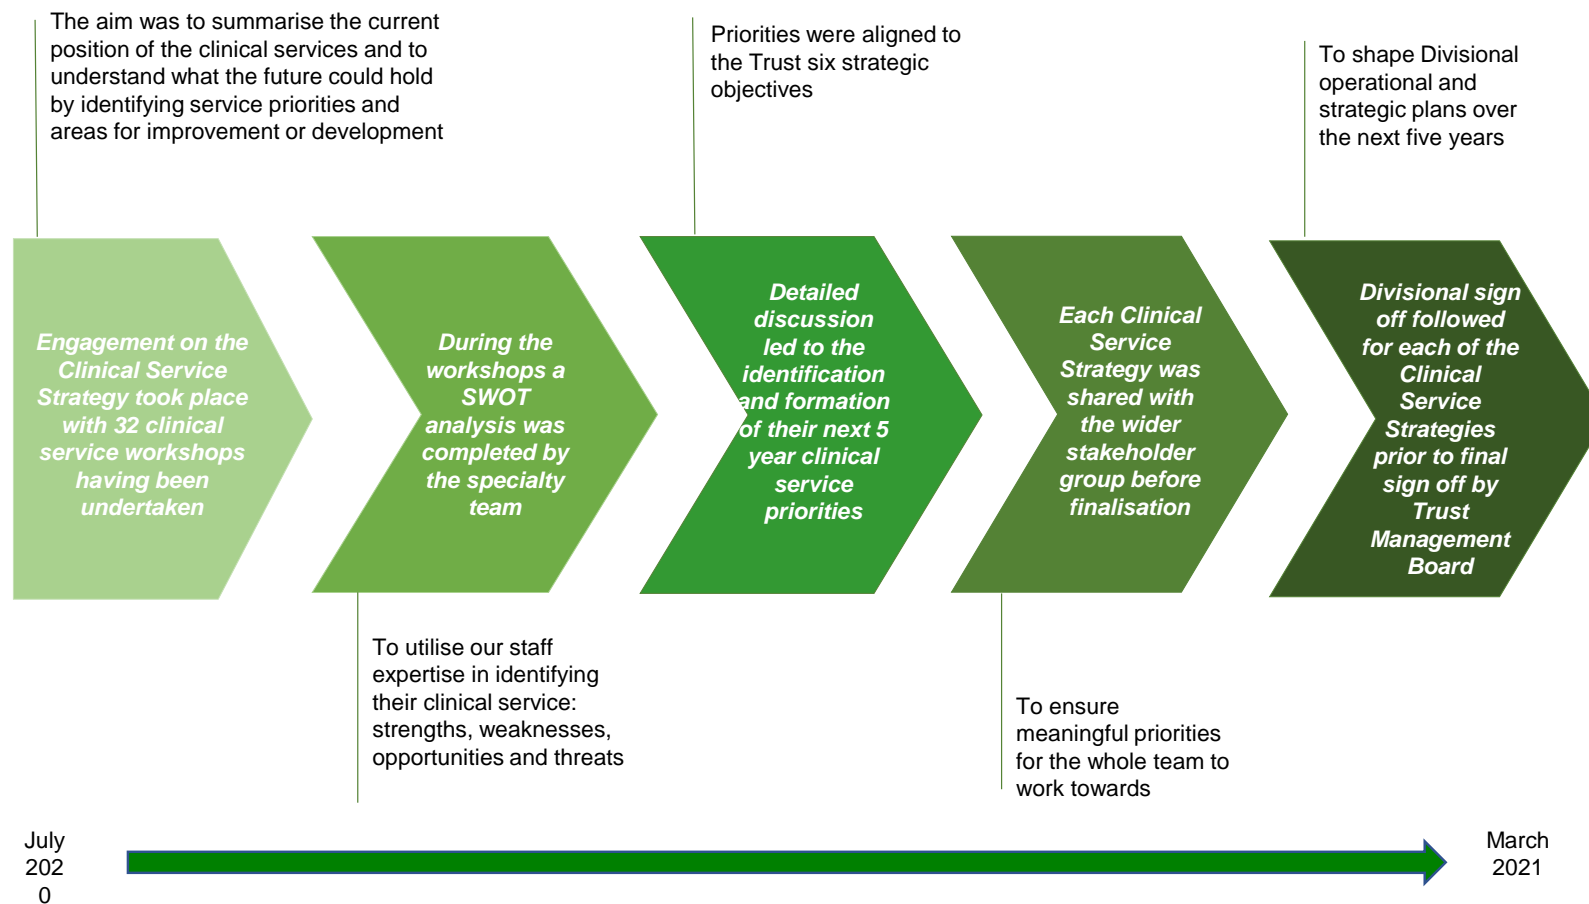 The aim was to summarise the current
position of the clinical services and to
understand what the future could hold
by identifying service priorities and
areas for improvement or development
Priorities were aligned to
the Trust six strategic
objectives
To shape Divisional
operational and
strategic plans over
the next five years
Engagement on the
Clinical Service
Strategy took place
with 32 clinical
service workshops
having been
undertaken
During the
workshops a
SWOT
analysis was
completed by
the specialty
team
Detailed
discussion
led to the
identification
and formation
of their next 5
year clinical
service
priorities
Each Clinical
Service
Strategy was
shared with
the wider
stakeholder
group before
finalisation
Divisional sign
off followed
for each of the
Clinical
Service
Strategies
prior to final
sign off by
Trust
Management
Board
To utilise our staff
expertise in identifying
their clinical service:
strengths, weaknesses,
opportunities and threats
To ensure
meaningful priorities
for the whole team to
work towards
July
202
0
March
2021